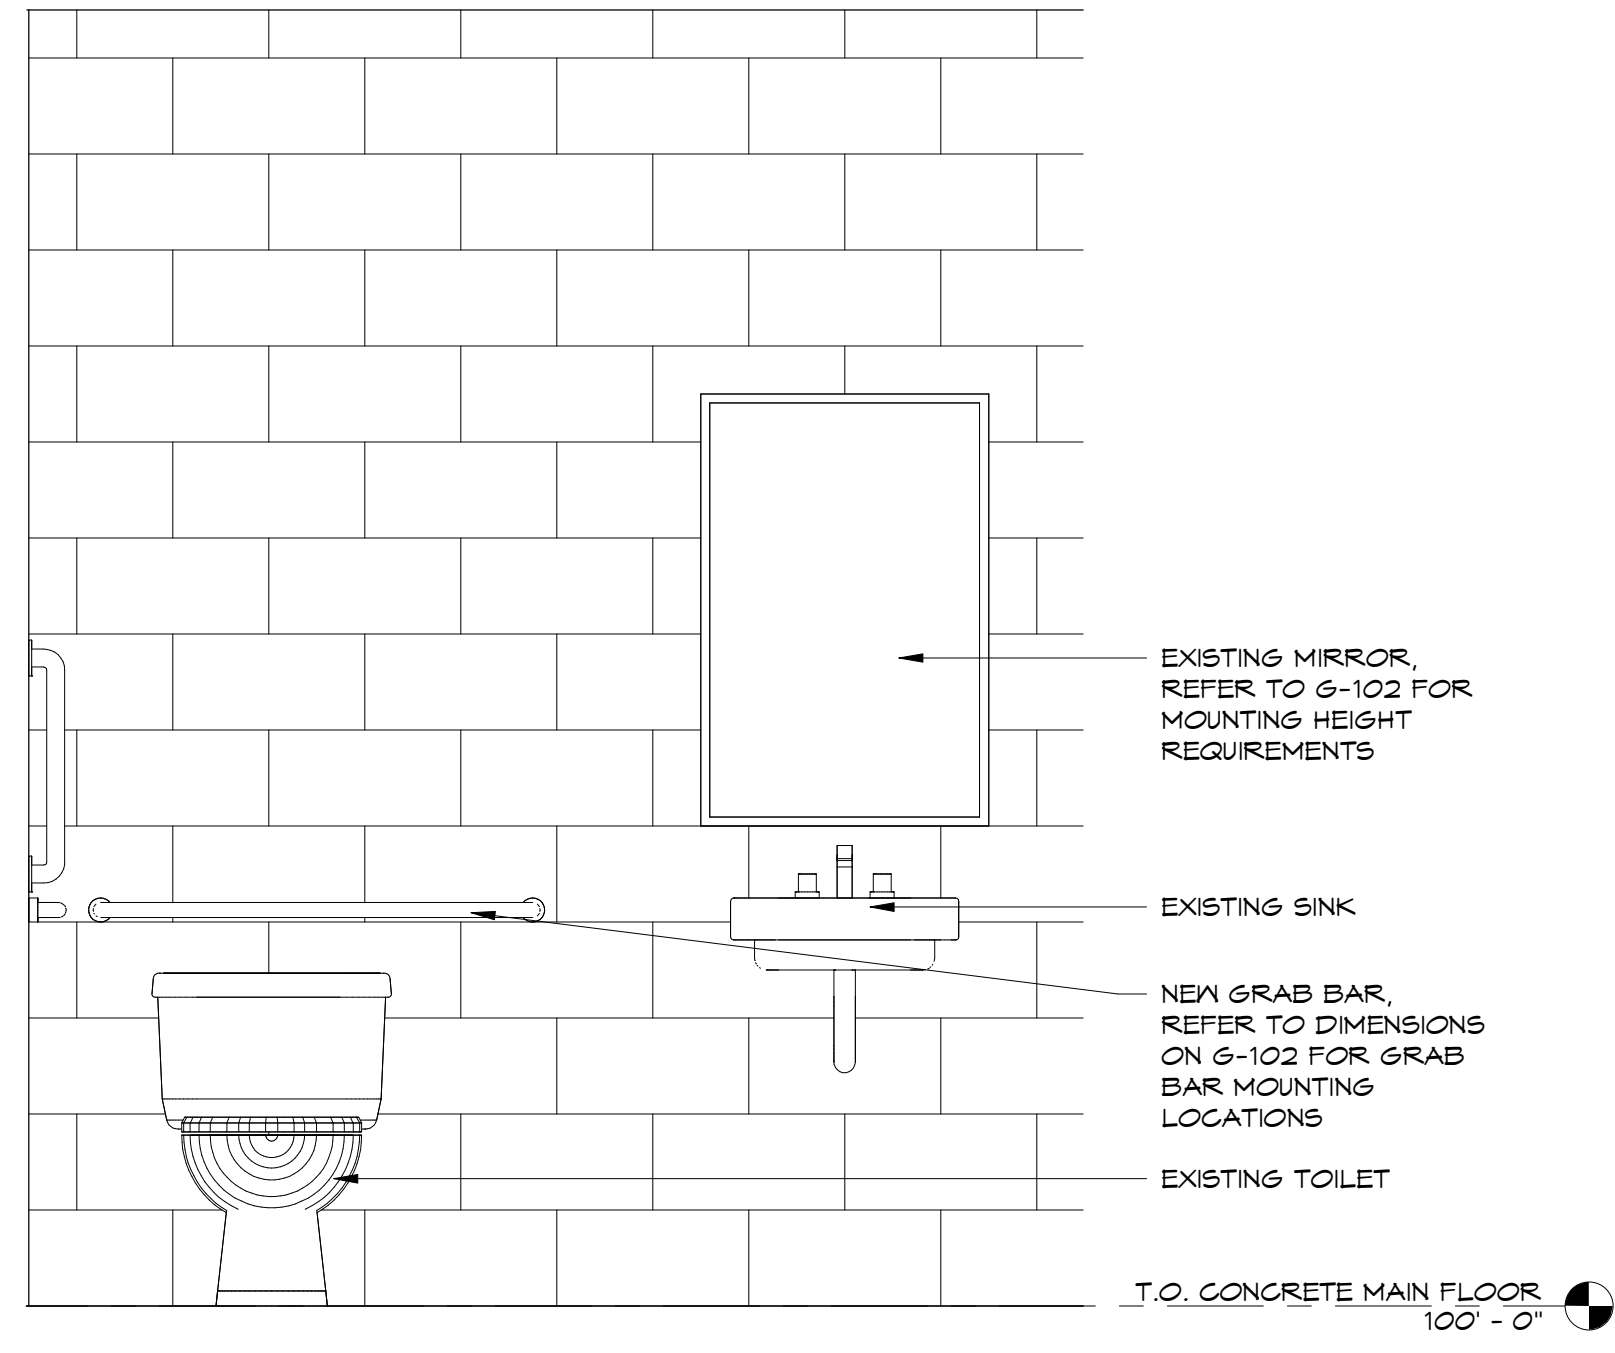 EXISTING MIRROR,
REFER TO G-102 FOR
MOUNTING HEIGHT
REQUIREMENTS
EXISTING SINK
NEW GRAB BAR,
REFER TO DIMENSIONS
ON G-102 FOR GRAB
BAR MOUNTING
LOCATIONS
EXISTING TOILET
T.O. CONCRETE MAIN FLOOR
100' - 0"